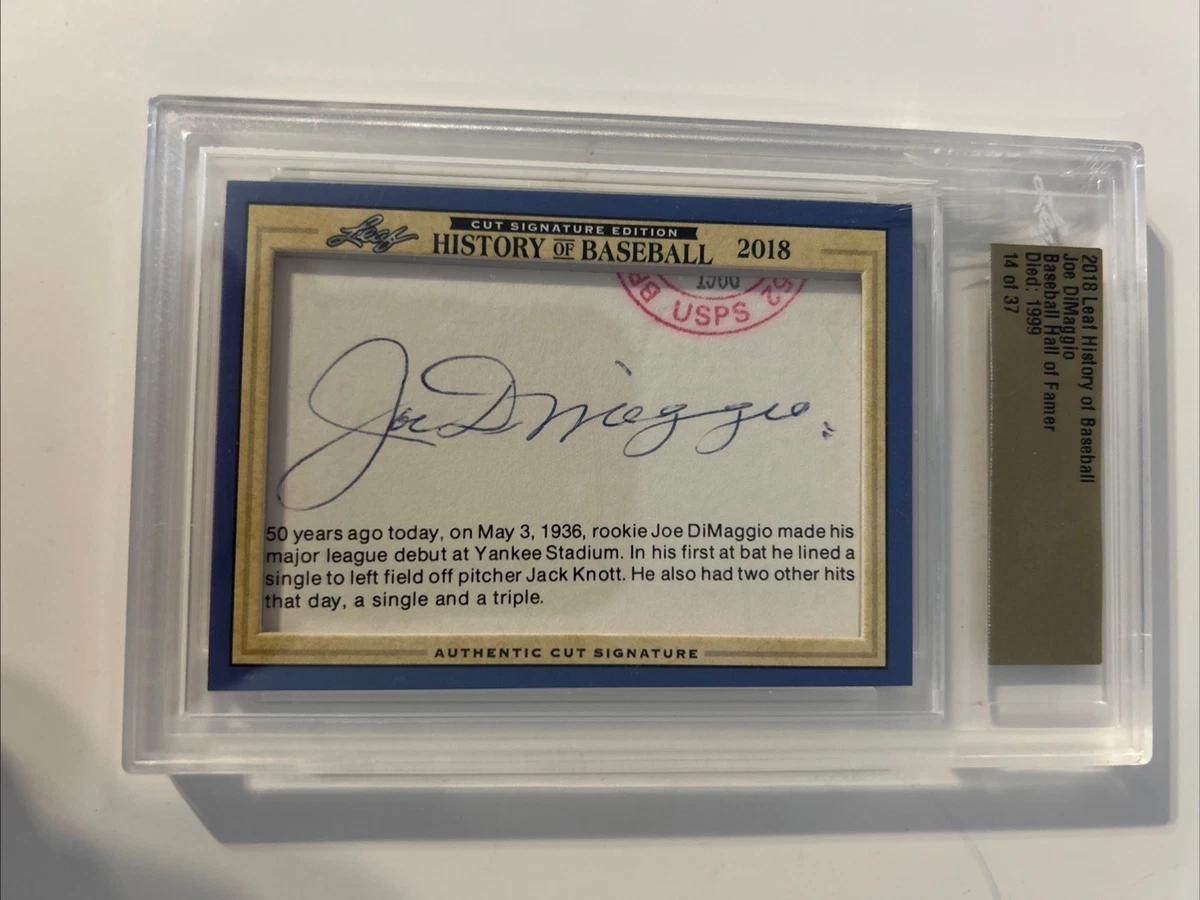 Leaf
CUT SIGNATURE EDITION
HISTORY OF BASEBALL 2018
USPS
Joe DiMaggio
50 years ago today, on May 3, 1936, rookie Joe DiMaggio made his
major league debut at Yankee Stadium. In his first at bat he lined a
single to left field off pitcher Jack Knott. He also had two other hits
that day, a single and a triple.
AUTHENTIC CUT SIGNATURE
2018 Leaf History of Baseball
Joe DiMaggio
Baseball Hall of Famer
Died: 1999
14 of 37